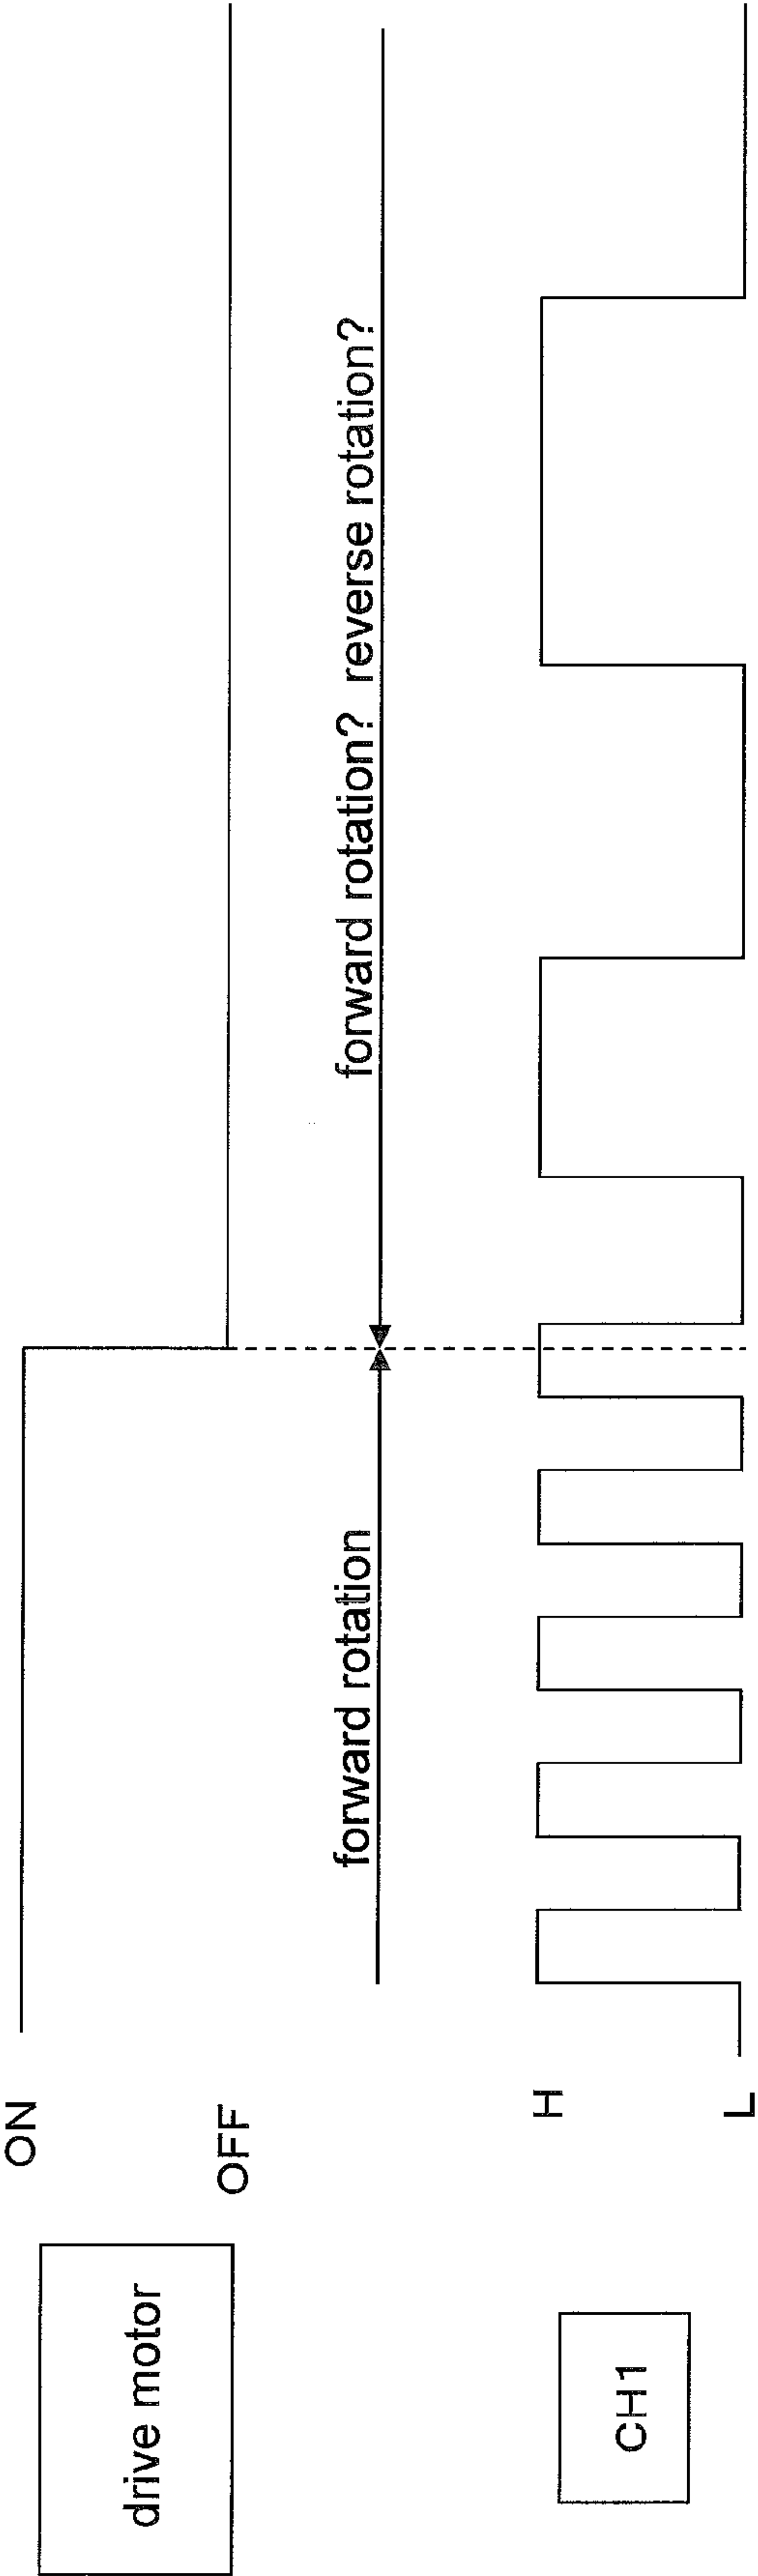 drive motor
ON
OFF
forward rotation
forward rotation? reverse rotation?
CH1
H
L